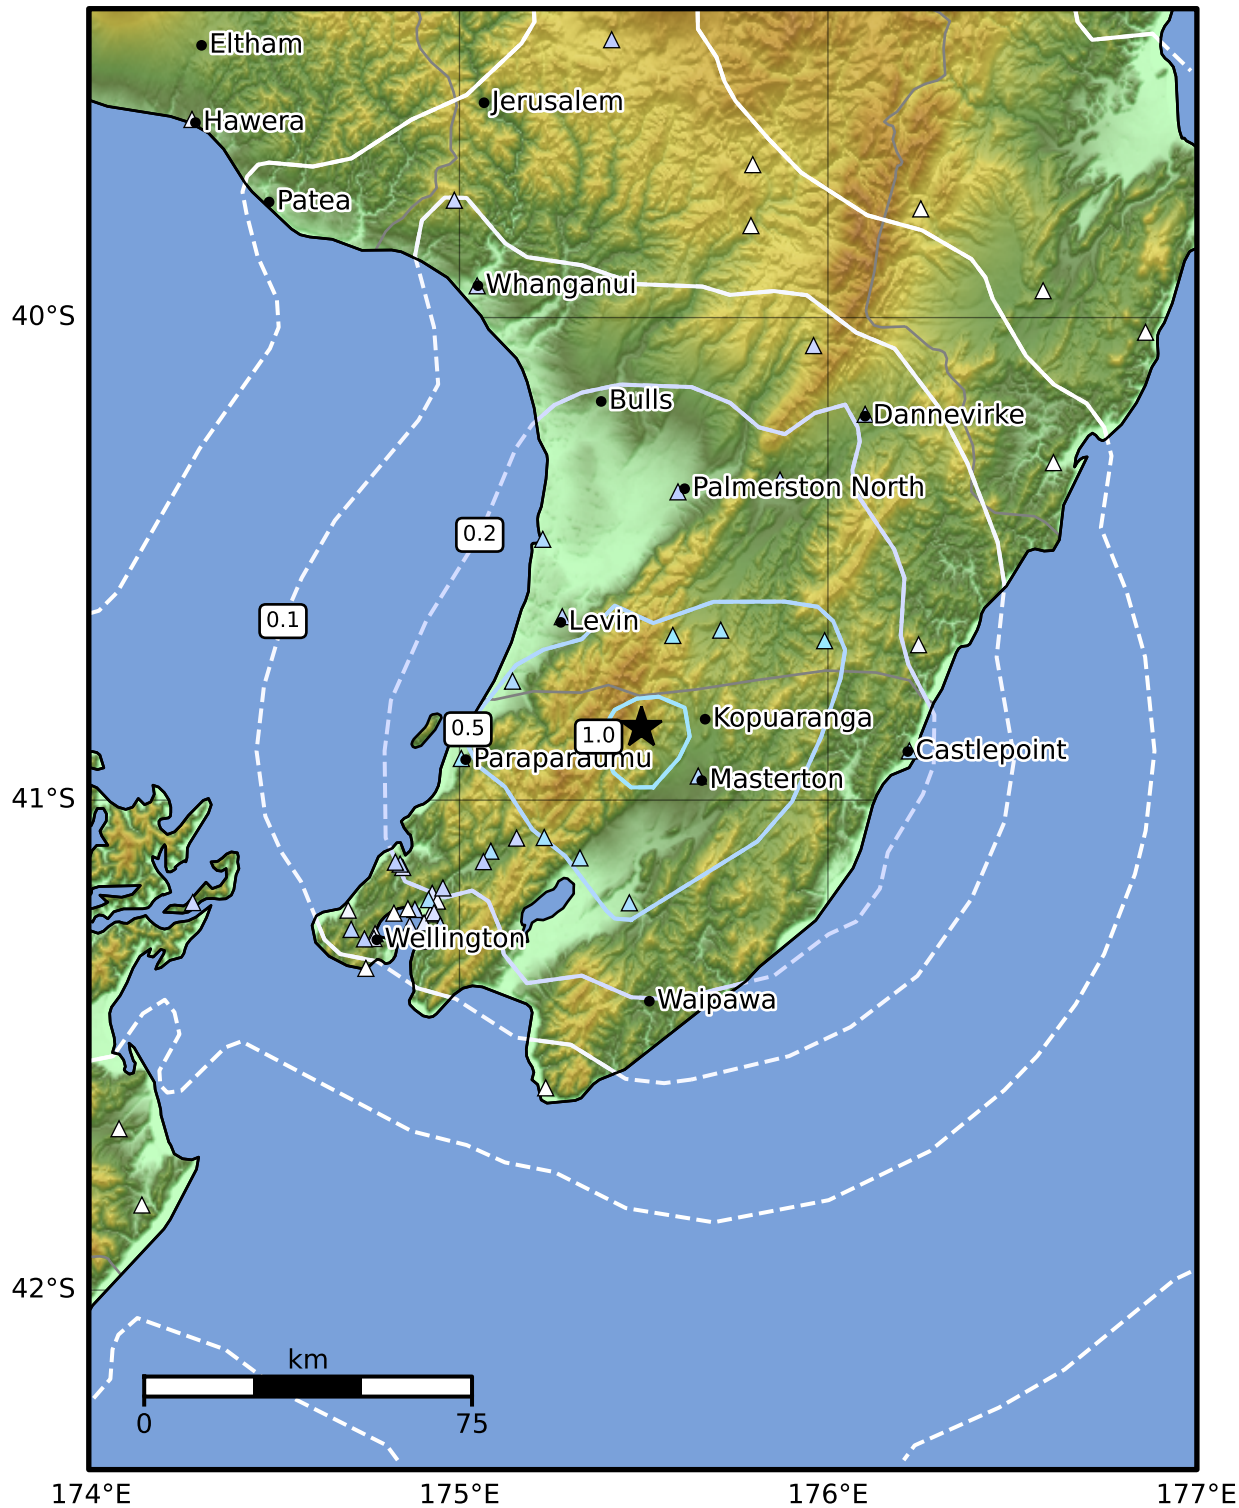 Eltham
Jerusalem
Hawera
Patea
Whanganui
40°S
Bulls
Dannevirke
Palmerston North
0.2
0.1
Levin
Kopuaranga
0.5
1.0
Castlepoint
Paraparaumu
Masterton
41°S
Wellington
Waipawa
42°S
km
0 75
174°E 175°E 176°E 177°E